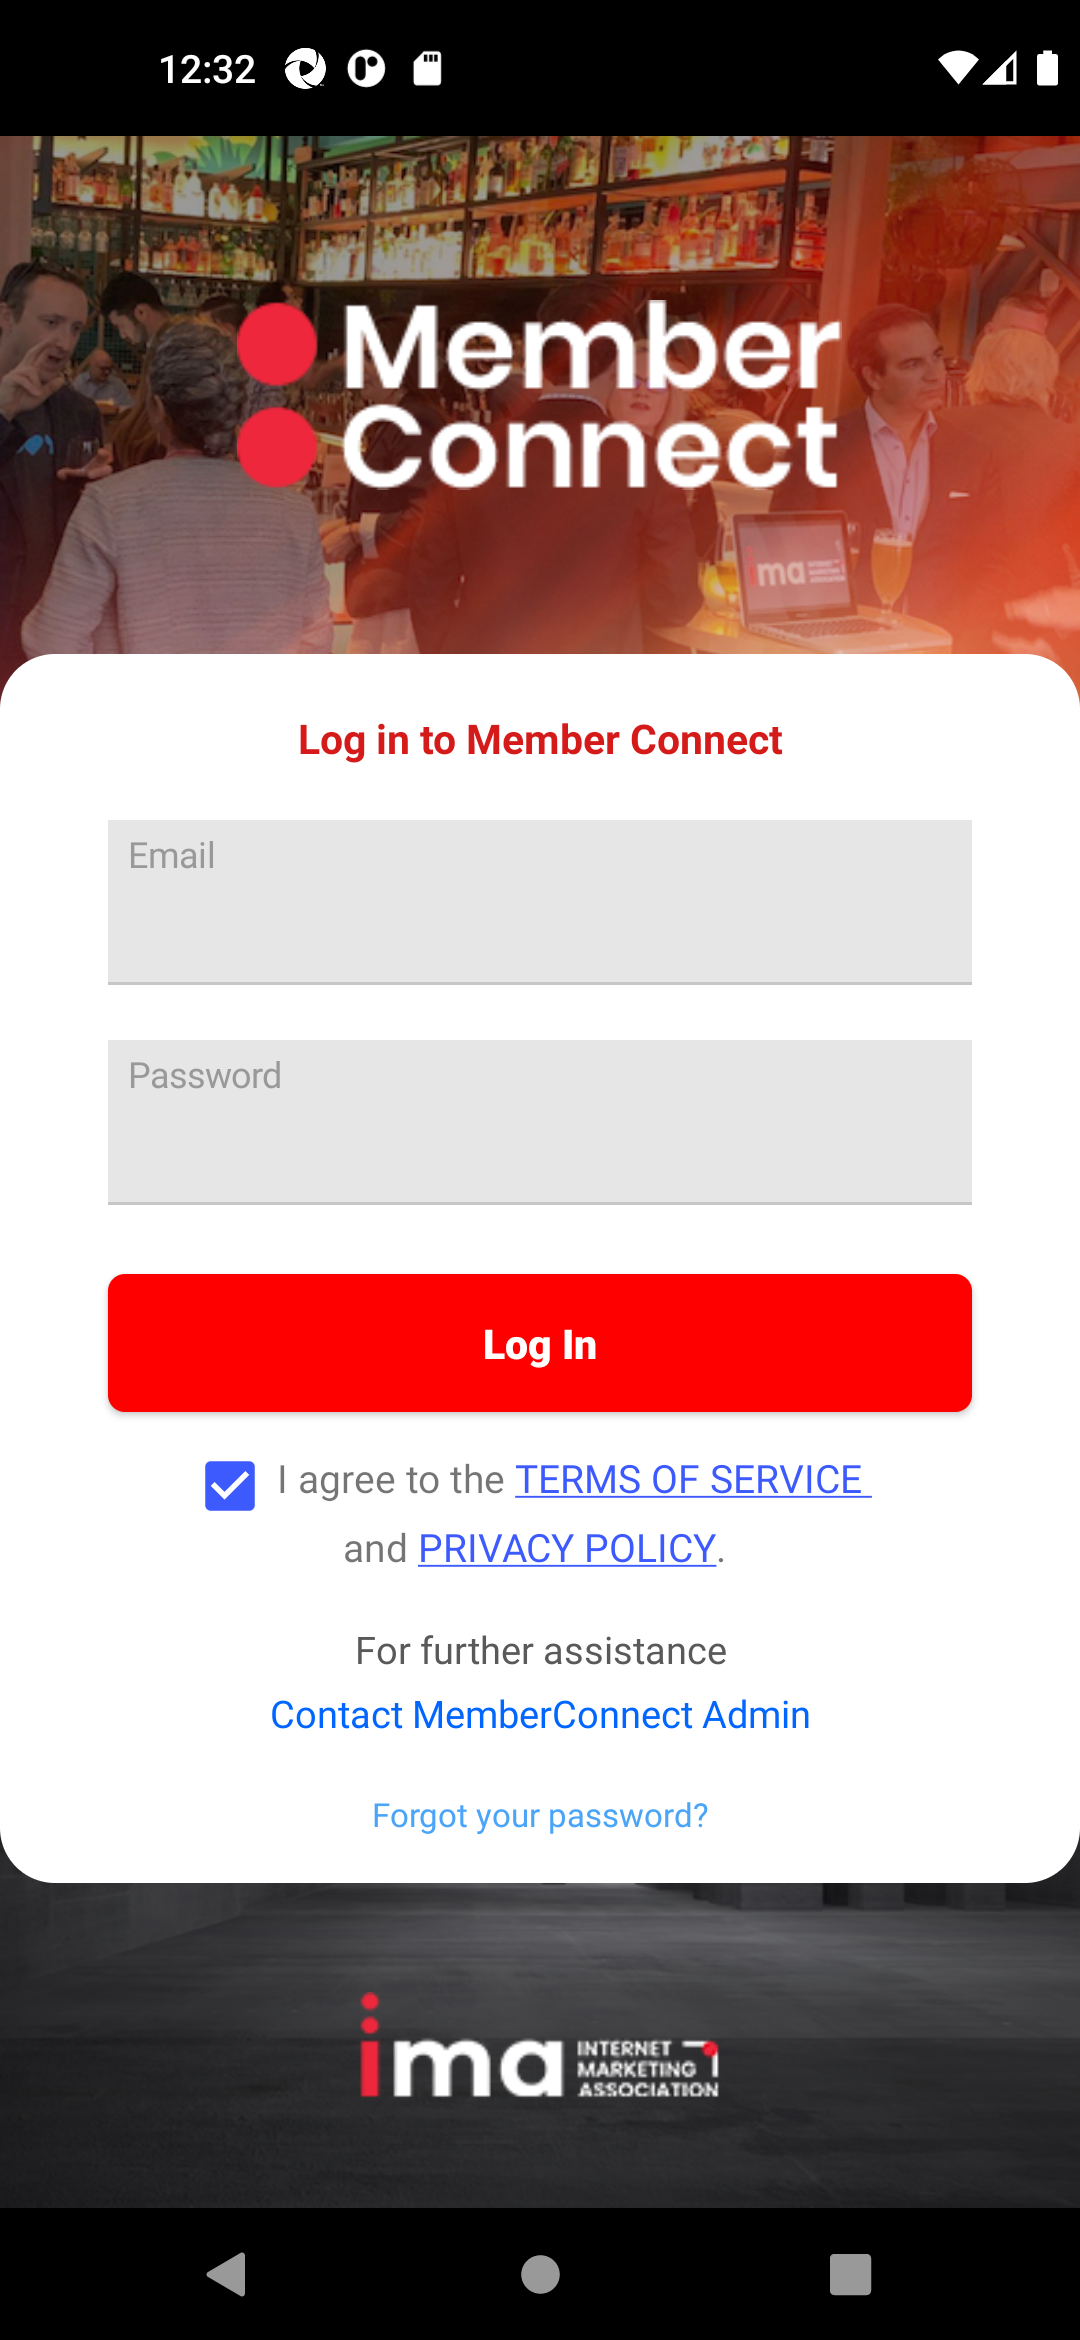 12:32
Member
Connect
ima
Log in to Member Connect
Email
Password
Log In
I agree to the TERMS OF SERVICE
and PRIVACY POLICY.
For further assistance
Contact MemberConnect Admin
Forgot your password?
ima INTERNET
MARKETING
ASSOCIATION